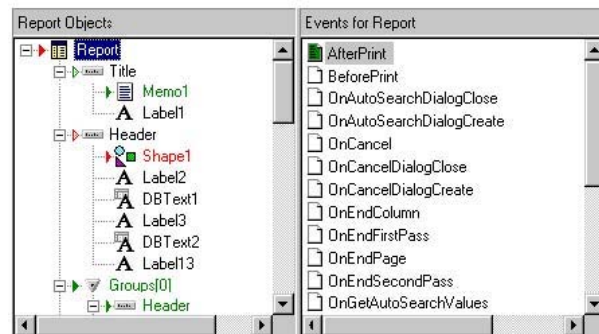 Report Objects
Report
Title
Memo1
Label1
Header
Shape1
Label2
DBText1
Label3
DBText2
Label13
Groups[0]
Header
Events for Report
AfterPrint
BeforePrint
OnAutoSearchDialogClose
OnAutoSearchDialogCreate
OnCancel
OnCancelDialogClose
OnCancelDialogCreate
OnEndColumn
OnEndFirstPass
OnEndPage
OnEndSecondPass
OnGetAutoSearchValues